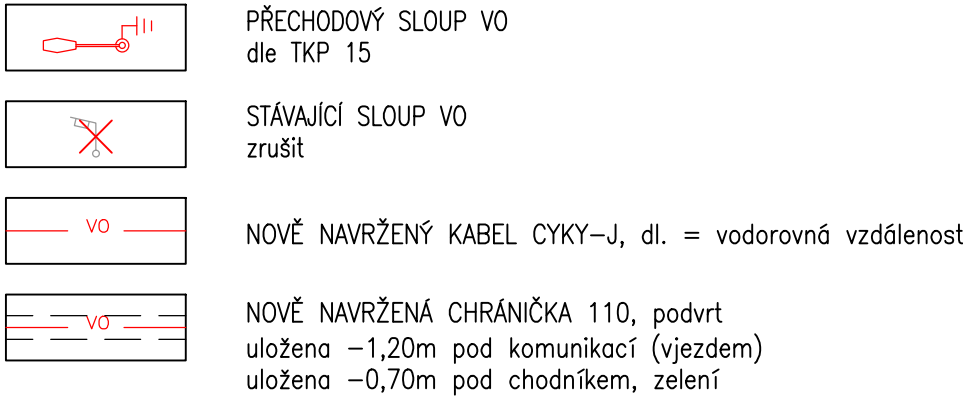 PŘECHODOVÝ SLOUP VO
dle TKP 15
STÁVAJÍCÍ SLOUP VO
zrušit
VO
NOVĚ NAVRŽENÝ KABEL CYKY-J, dl. = vodorovná vzdálenost
VO
NOVĚ NAVRŽENÁ CHRÁNIČKA 110, podvrt
uložena -1,20m pod komunikací (vjezdem)
uložena -0,70m pod chodníkem, zelení